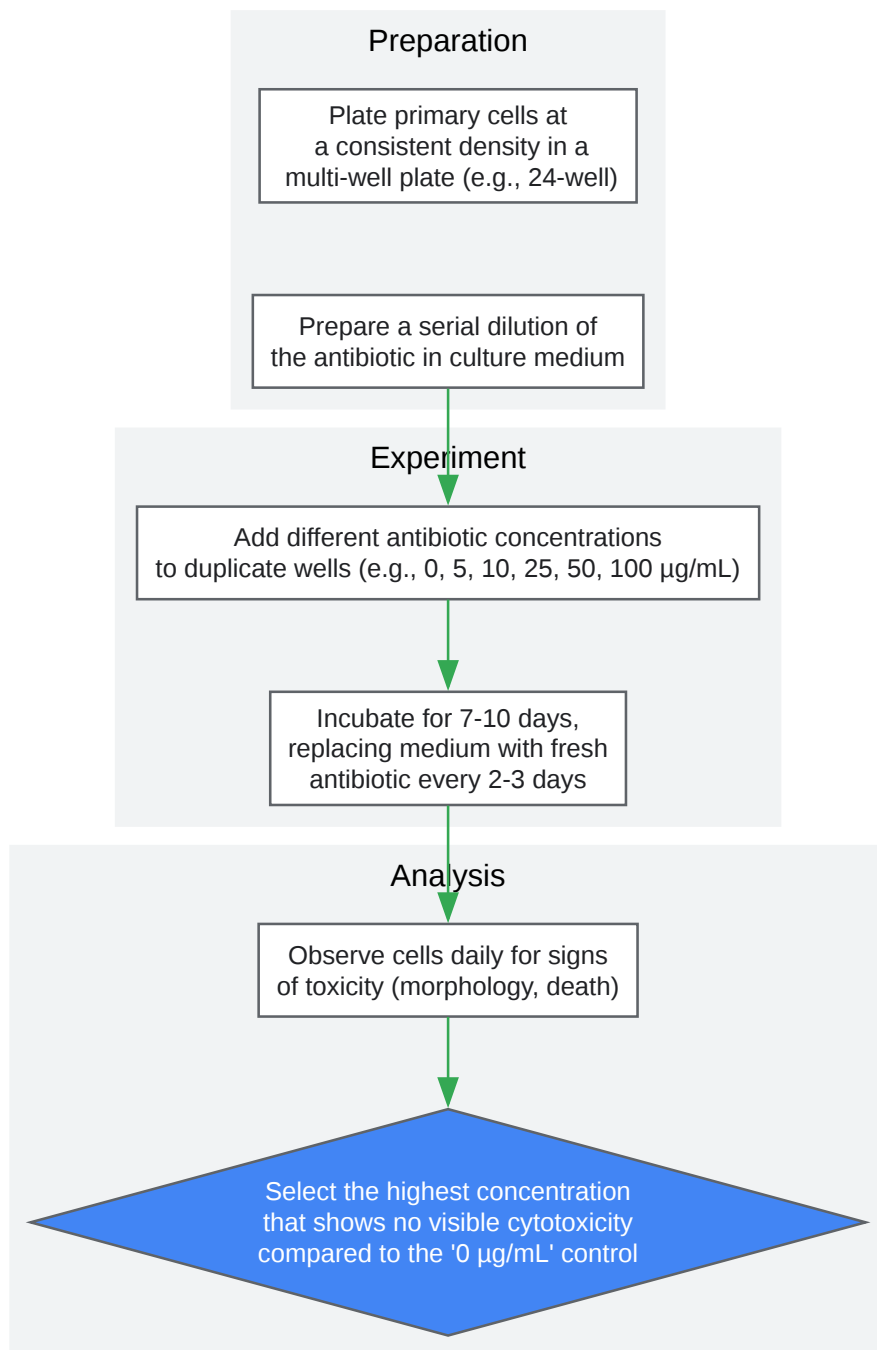 Preparation
Plate primary cells at
a consistent density in a
multi-well plate (e.g., 24-well)
Prepare a serial dilution of
the antibiotic in culture medium
Experiment
Add different antibiotic concentrations
to duplicate wells (e.g., 0, 5, 10, 25, 50, 100 µg/mL)
Incubate for 7-10 days,
replacing medium with fresh
antibiotic every 2-3 days
Analysis
Observe cells daily for signs
of toxicity (morphology, death)
Select the highest concentration
that shows no visible cytotoxicity
compared to the '0 µg/mL' control